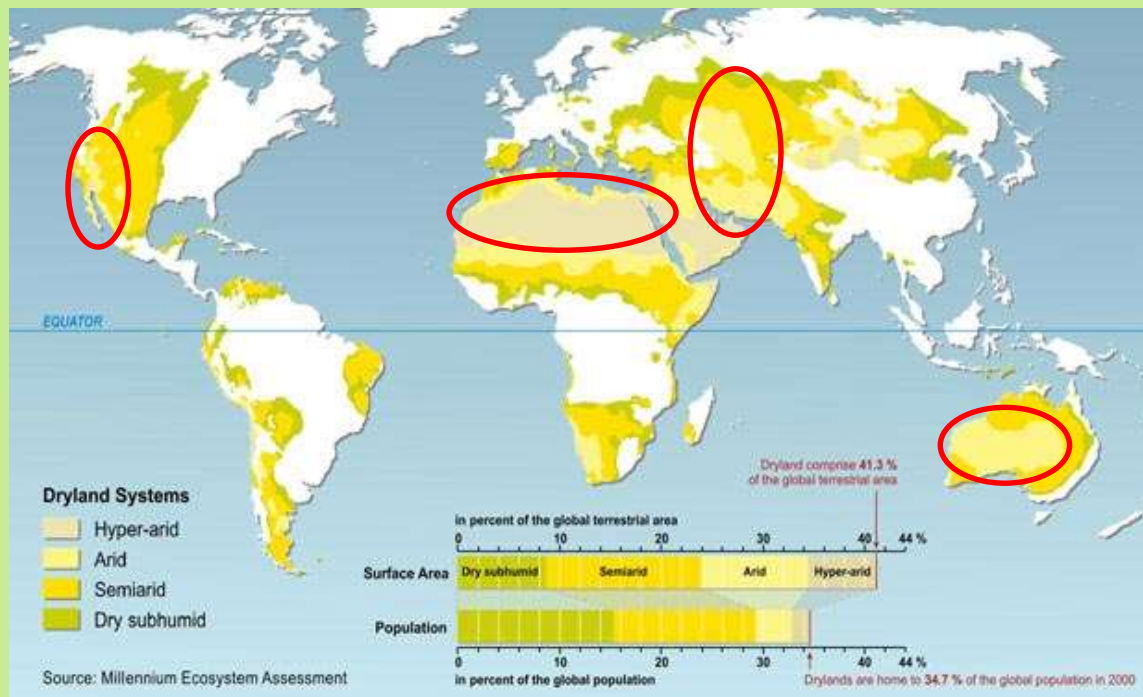 EQUATOR
Dryland Systems
Hyper-arid
Arid
Semiarid
Dry subhumid
Source: Millennium Ecosystem Assessment
Dryland comprise 41.3 %
of the global terrestrial area
in percent of the global terrestrial area
0 10 20 30 40 44 %
Surface Area Dry subhumid Semiarid Arid Hyper-arid
Population
0 10 20 30 40 44 %
in percent of the global population
Drylands are home to 34.7 % of the global population in 2000